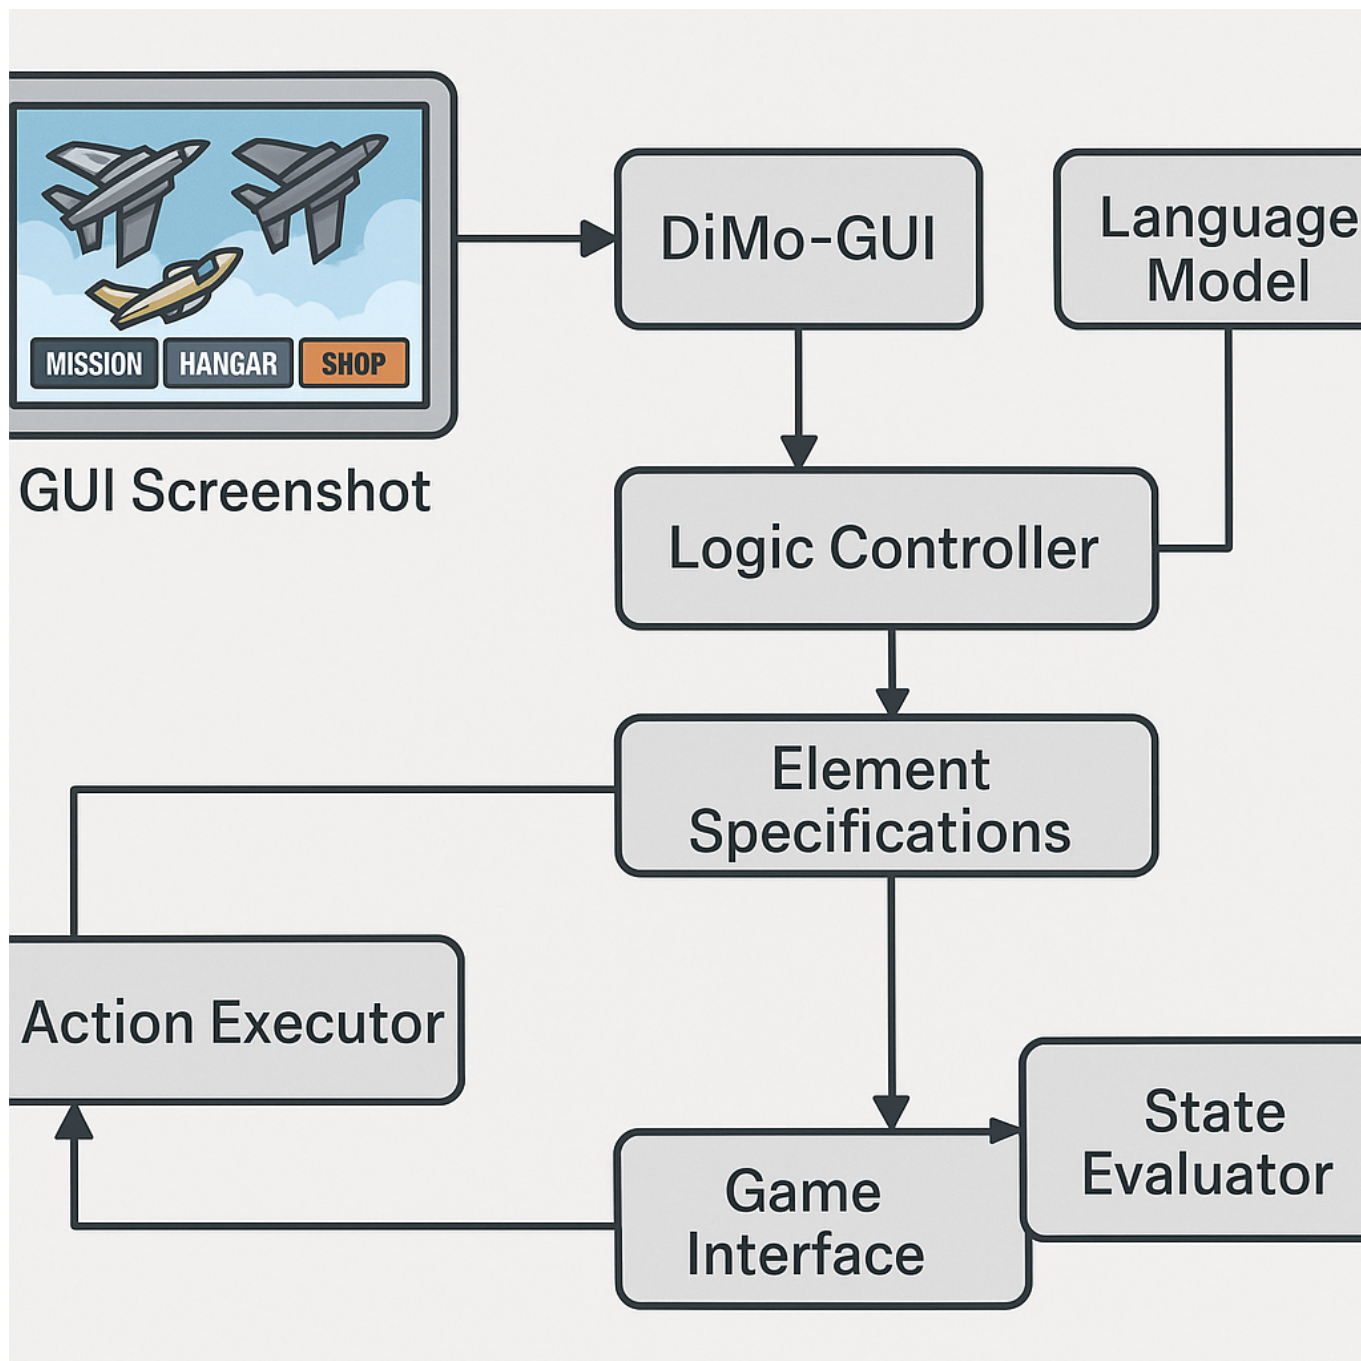 MISSION
HANGAR
SHOP
GUI Screenshot
DiMo-GUI
Language
Model
Logic Controller
Element
Specifications
Action Executor
State
Evaluator
Game
Interface